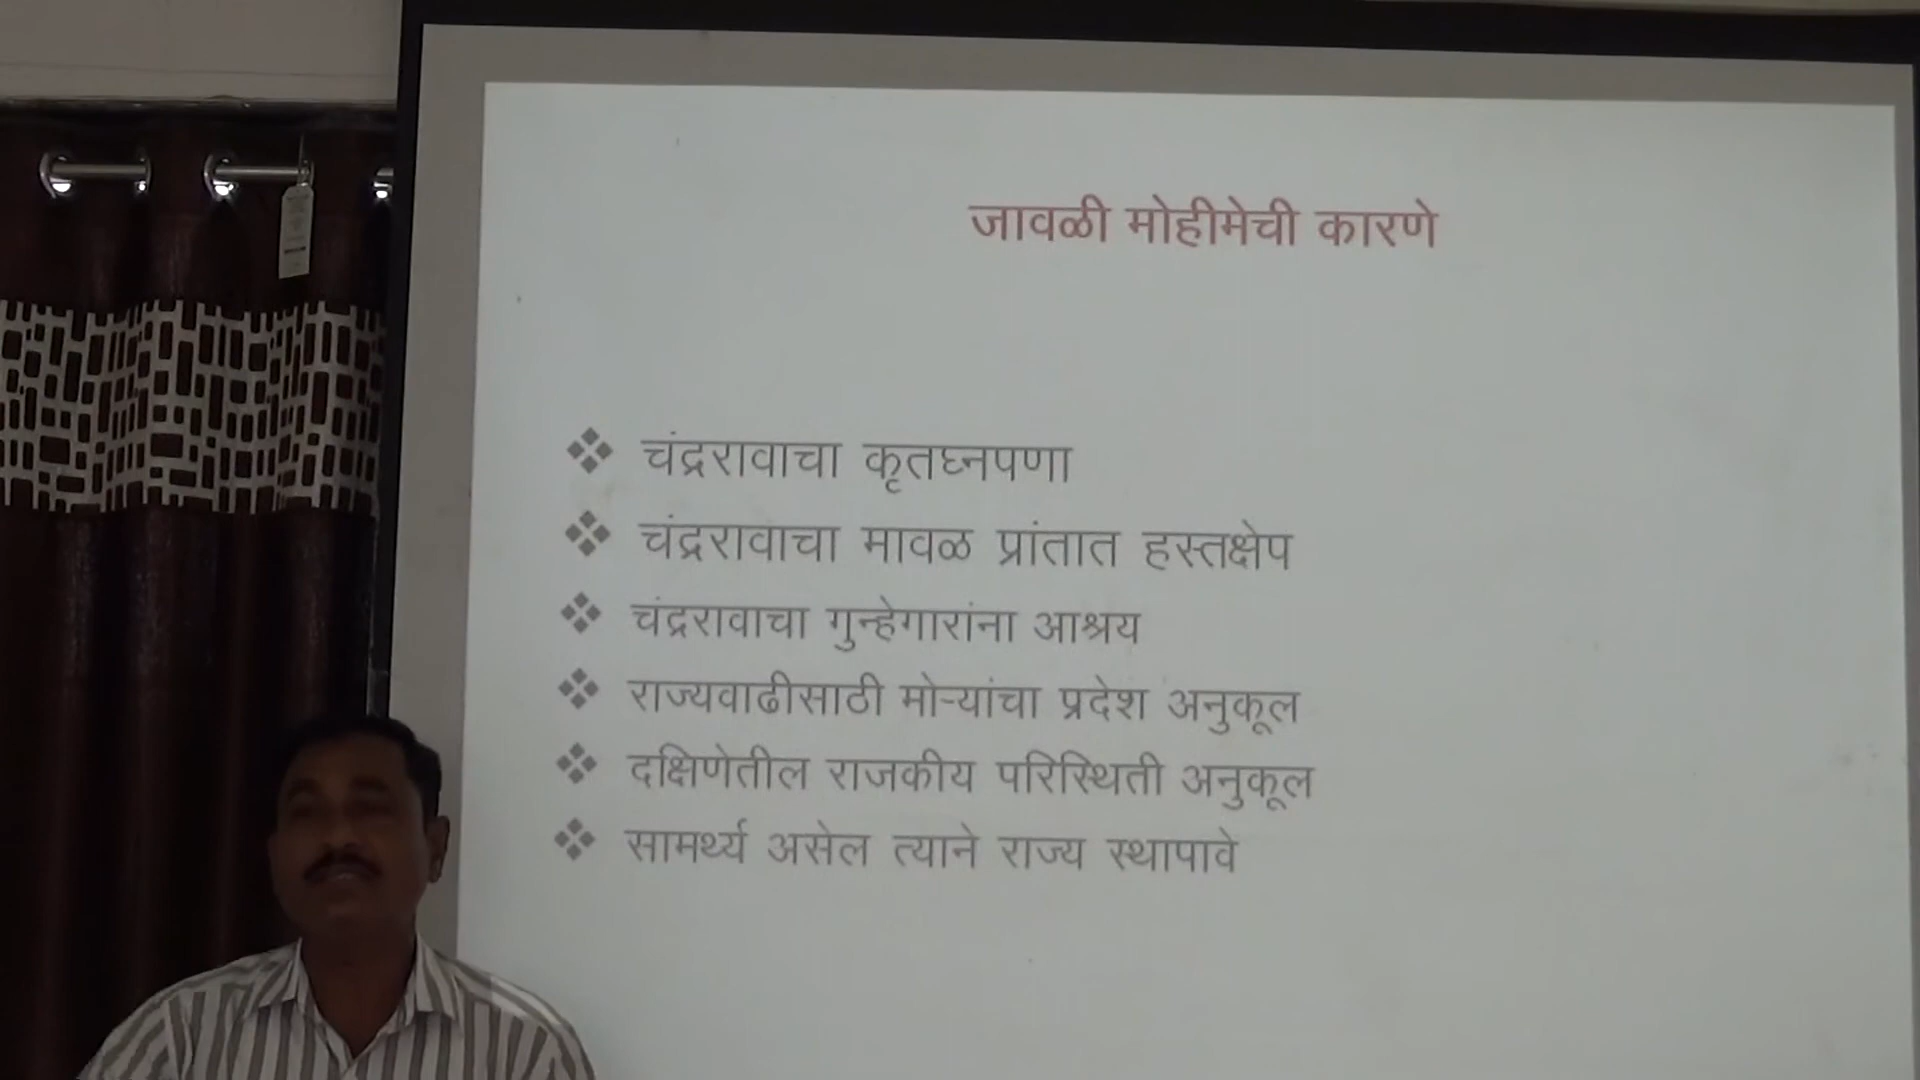 जावळी मोहीमेची कारणे
❖ चंद्ररावाचा कृतघ्नपणा
❖ चंद्ररावाचा मावळ प्रांतात हस्तक्षेप
❖ चंद्ररावाचा गुन्हेगारांना आश्रय
❖ राज्यवाढीसाठी मोऱ्यांचा प्रदेश अनुकूल
❖ दक्षिणेतील राजकीय परिस्थिती अनुकूल
❖ सामर्थ्य असेल त्याने राज्य स्थापावे